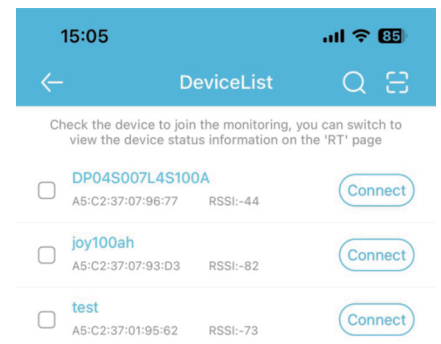 15:05
85
DeviceList
Check the device to join the monitoring, you can switch to
view the device status information on the 'RT' page
DP04S007L4S100A
A5:C2:37:07:96:77 RSSI:-44
Connect
joy100ah
A5:C2:37:07:93:D3 RSSI:-82
Connect
test
A5:C2:37:01:95:62 RSSI:-73
Connect